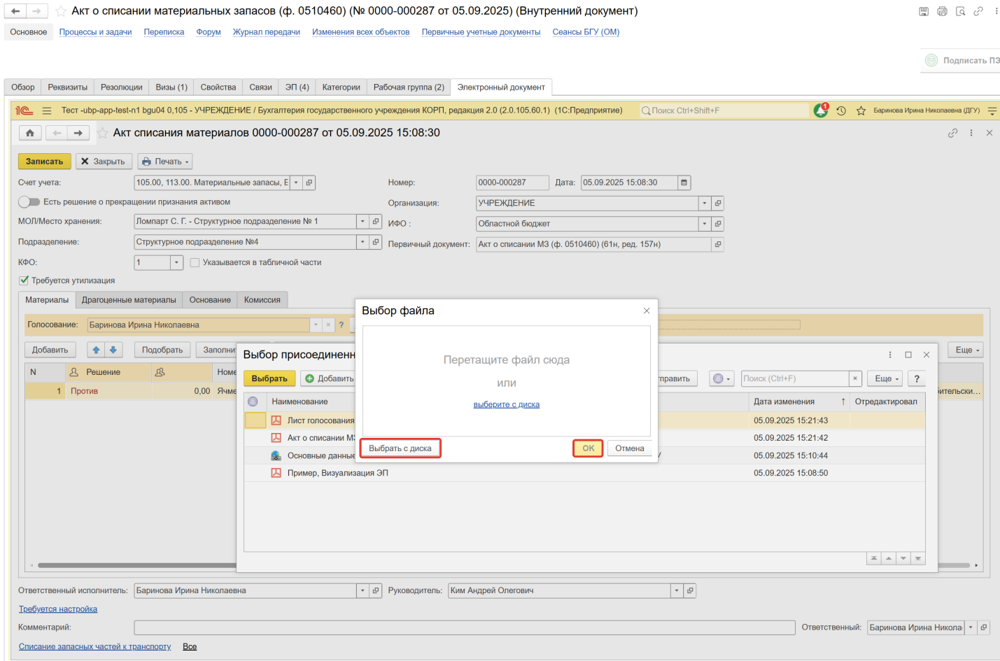 Акт о списании материальных запасов (ф. 0510460) (№ 0000-000287 от 05.09.2025) (Внутренний документ)
Основное Процессы и задачи Переписка Форум Журнал передачи Изменения всех объектов Первичные учетные документы Сеансы БГУ (ОМ)
Подписать ПЭ
Обзор Реквизиты Резолюции Визы (1) Свойства Связи ЭП (4) Категории Рабочая группа (2) Электронный документ
1С Тест -ubp-app-test-n1 bgu04 0,105 - УЧРЕЖДЕНИЕ / Бухгалтерия государственного учреждения КОРП, редакция 2.0 (2.0.105.60.1) (1С:Предприятие) Поиск Ctrl+Shift+F 1 Баринова Ирина Николаевна (ДГУ)
Акт списания материалов 0000-000287 от 05.09.2025 15:08:30
Записать Закрыть Печать
Счет учета: 105.00, 113.00. Материальные запасы, Номер: 0000-000287 Дата: 05.09.2025 15:08:30
Есть решение о прекращении признания активом Организация: УЧРЕЖДЕНИЕ
МОЛ/Место хранения: Ломпарт С. Г. - Структурное подразделение № 1 ИФО : Областной бюджет
Подразделение: Структурное подразделение №4 Первичный документ: Акт о списании МЗ (ф. 0510460) (61н, ред. 157н)
КФО: 1 Указывается в табличной части
Требуется утилизация
Материалы Драгоценные материалы Основание Комиссия
Голосование: Баринова Ирина Николаевна ?
Добавить Подобрать Заполни Еще
N Решение Номе
1 Против 0,00 Ячме ительски...
Выбор присоединенн
Выбрать Добавить править Поиск (Ctrl+F) × Еще ?
Наименование Дата изменения ↑ Отредактировал
Лист голосования 05.09.2025 15:21:43
Акт о списании МЗ 05.09.2025 15:21:42
Основные данные 05.09.2025 15:10:44
Пример, Визуализация ЭП 05.09.2025 15:08:50
Выбор файла
Перетащите файл сюда
или
выберите с диска
Выбрать с диска OK Отмена
Ответственный исполнитель: Баринова Ирина Николаевна Руководитель: Ким Андрей Олегович
Требуется настройка
Комментарий: Ответственный: Баринова Ирина Никола
Списание запасных частей к транспорту Все